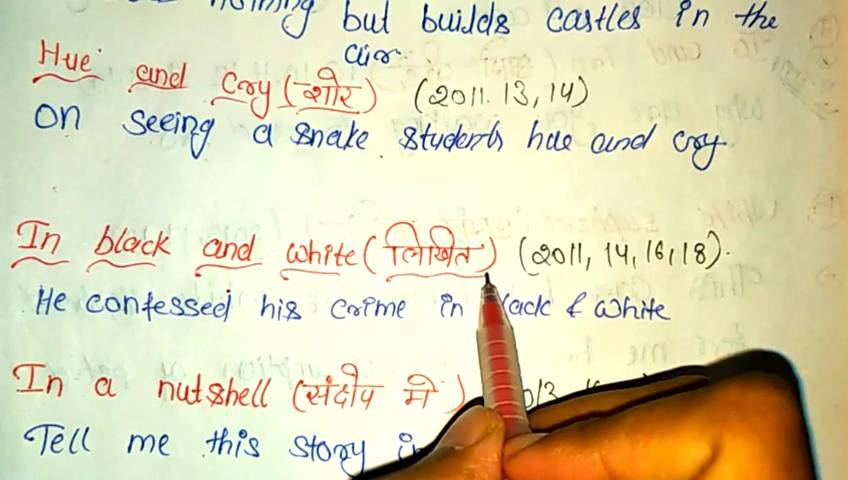 but builds castles in the
air
Hue and Cry (शोर) (2011. 13, 14)
on seeing a snake students hue and cry
In black and white (लिखित) (2011, 14, 16, 18).
He confessed his crime in lack & white
In a nutshell (संक्षेप मे)
Tell me this story